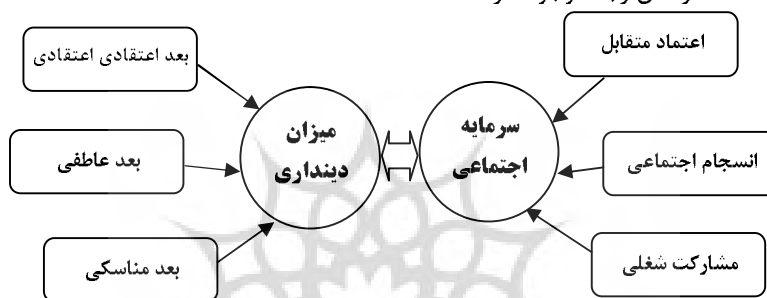 اعتماد متقابل
بعد اعتقادی اعتقادی
سرمایه
اجتماعی
میزان
دینداری
انسجام اجتماعی
بعد عاطفی
مشارکت شغلی
بعد مناسکی